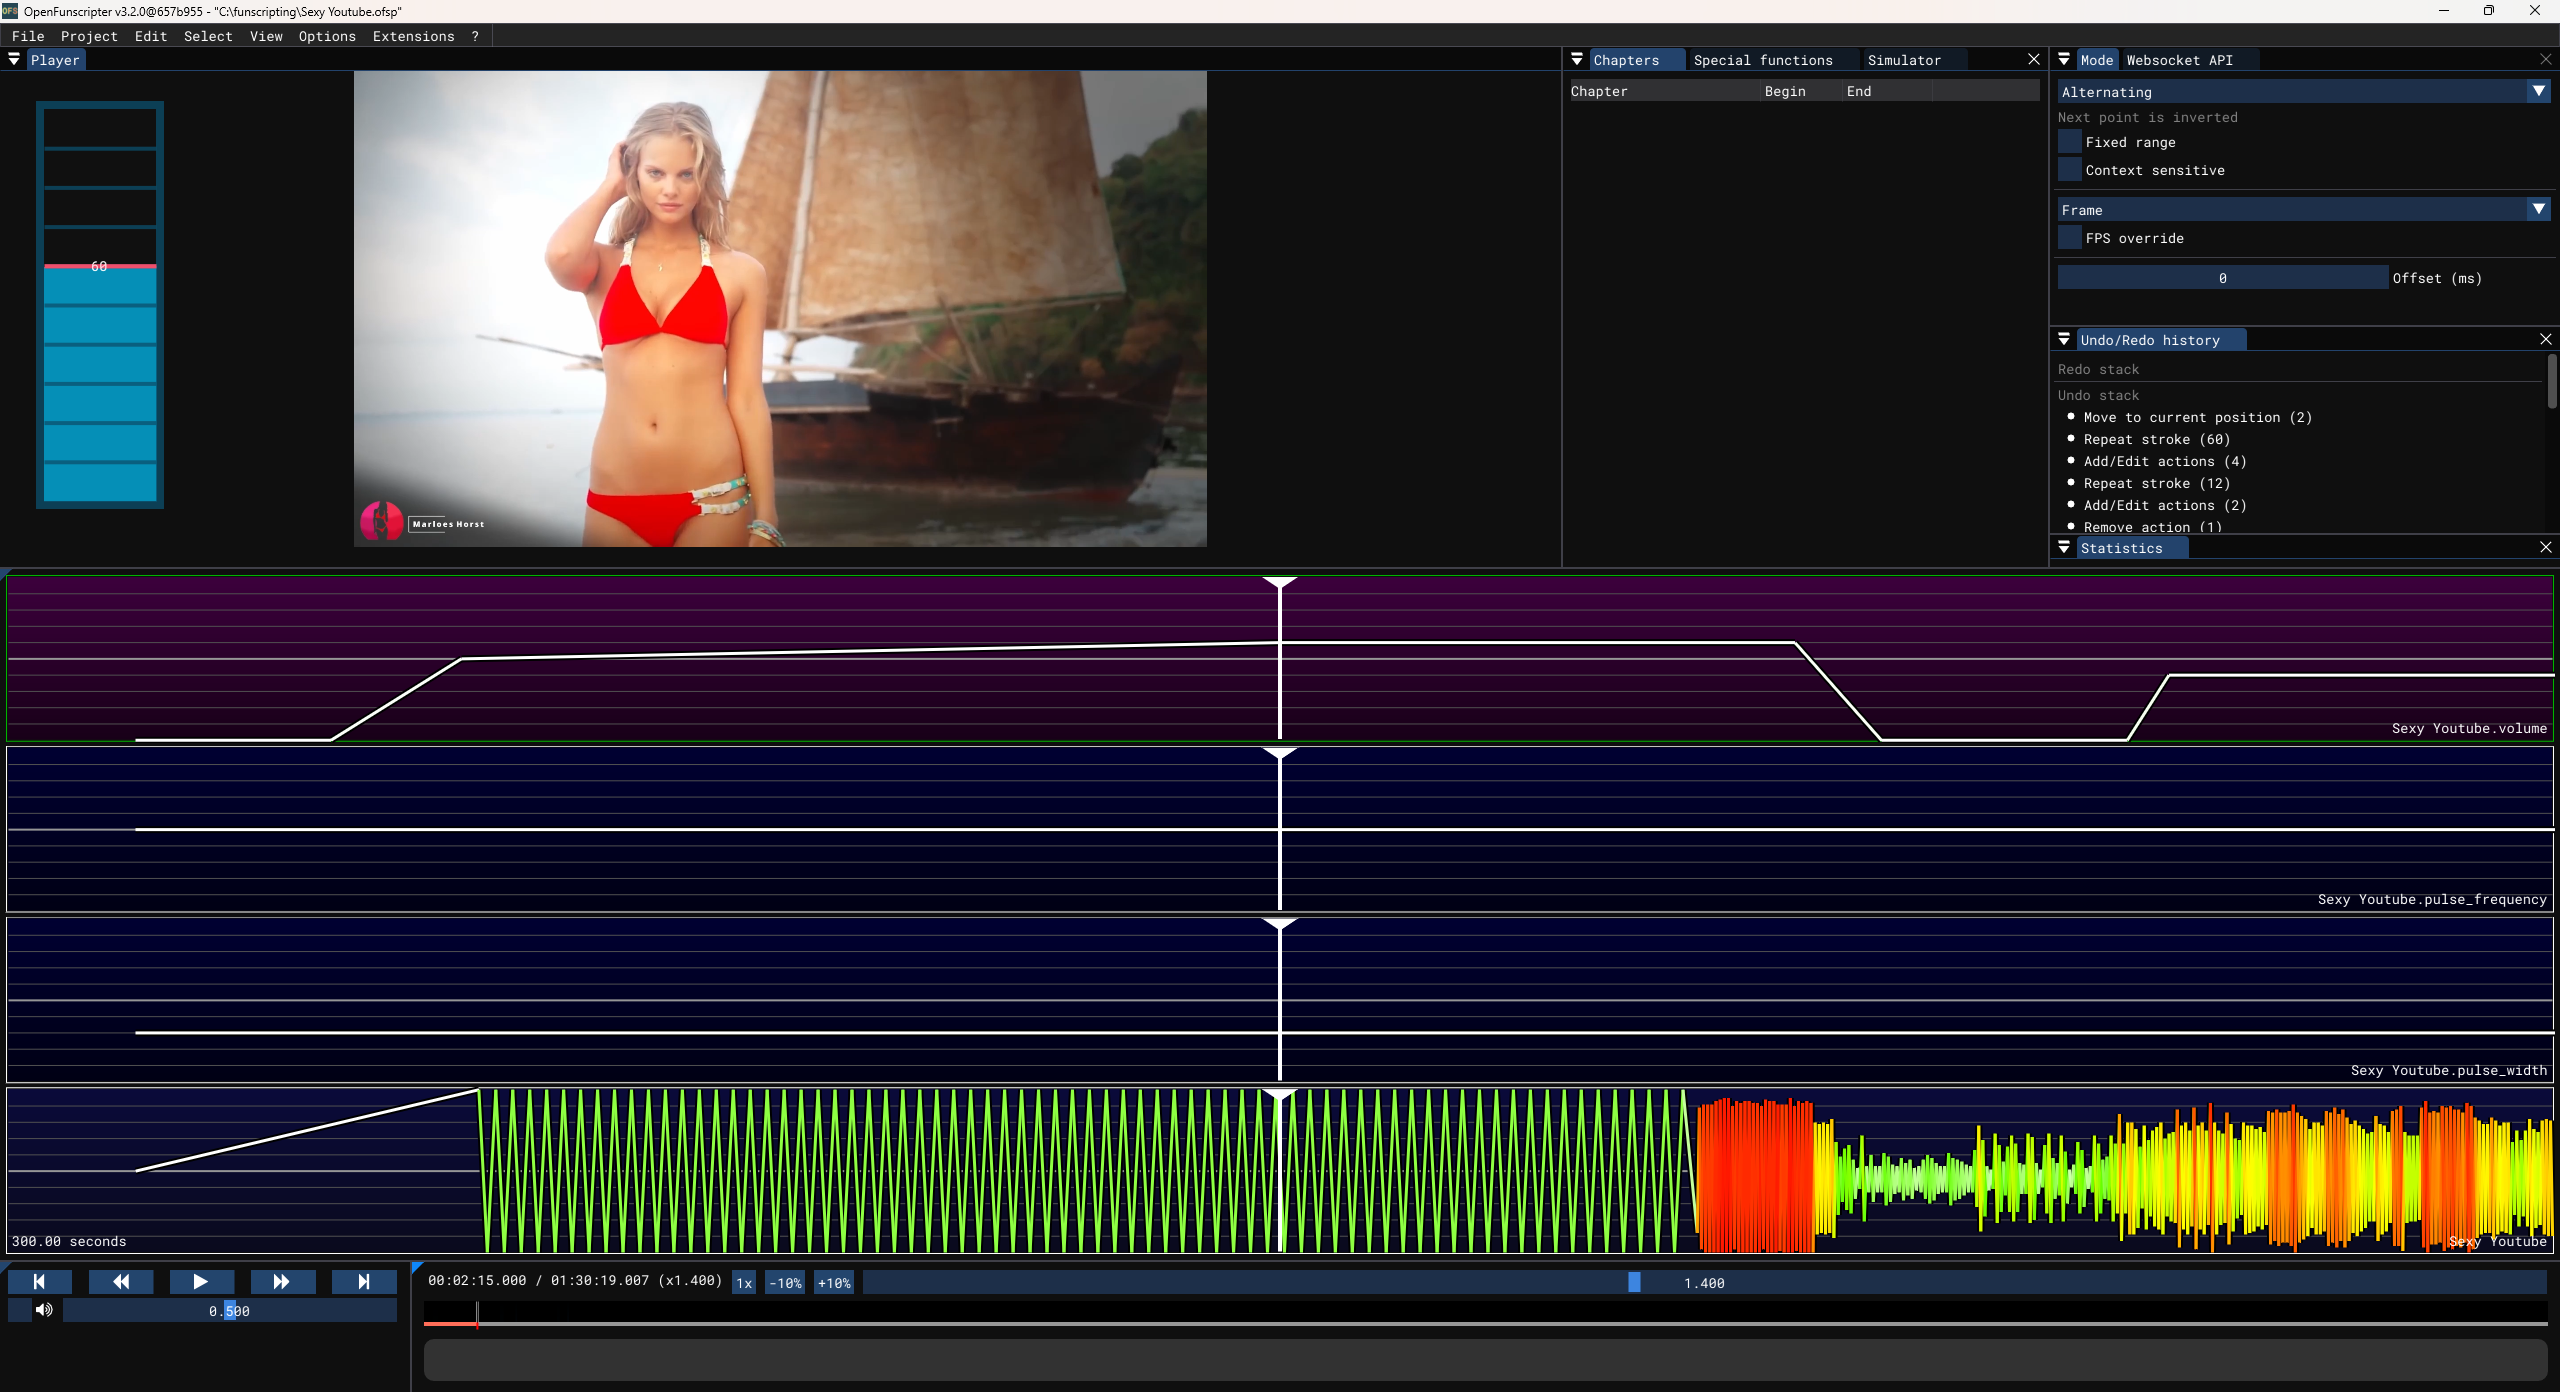 OpenFunscripter v3.2.0@657b955 - "C:\funscripting\Sexy Youtube.ofsp"
File Project Edit Select View Options Extensions ?
Player
60
Marloes Horst
Chapters Special functions Simulator
Chapter Begin End
Mode Websocket API
Alternating
Next point is inverted
Fixed range
Context sensitive
Frame
FPS override
0 Offset (ms)
Undo/Redo history
Redo stack
Undo stack
Move to current position (2)
Repeat stroke (60)
Add/Edit actions (4)
Repeat stroke (12)
Add/Edit actions (2)
Remove action (1)
Statistics
Sexy Youtube.volume
Sexy Youtube.pulse_frequency
Sexy Youtube.pulse_width
300.00 seconds
Sexy Youtube
00:02:15.000 / 01:30:19.007 (x1.400) 1x -10% +10% 1.400
0.500